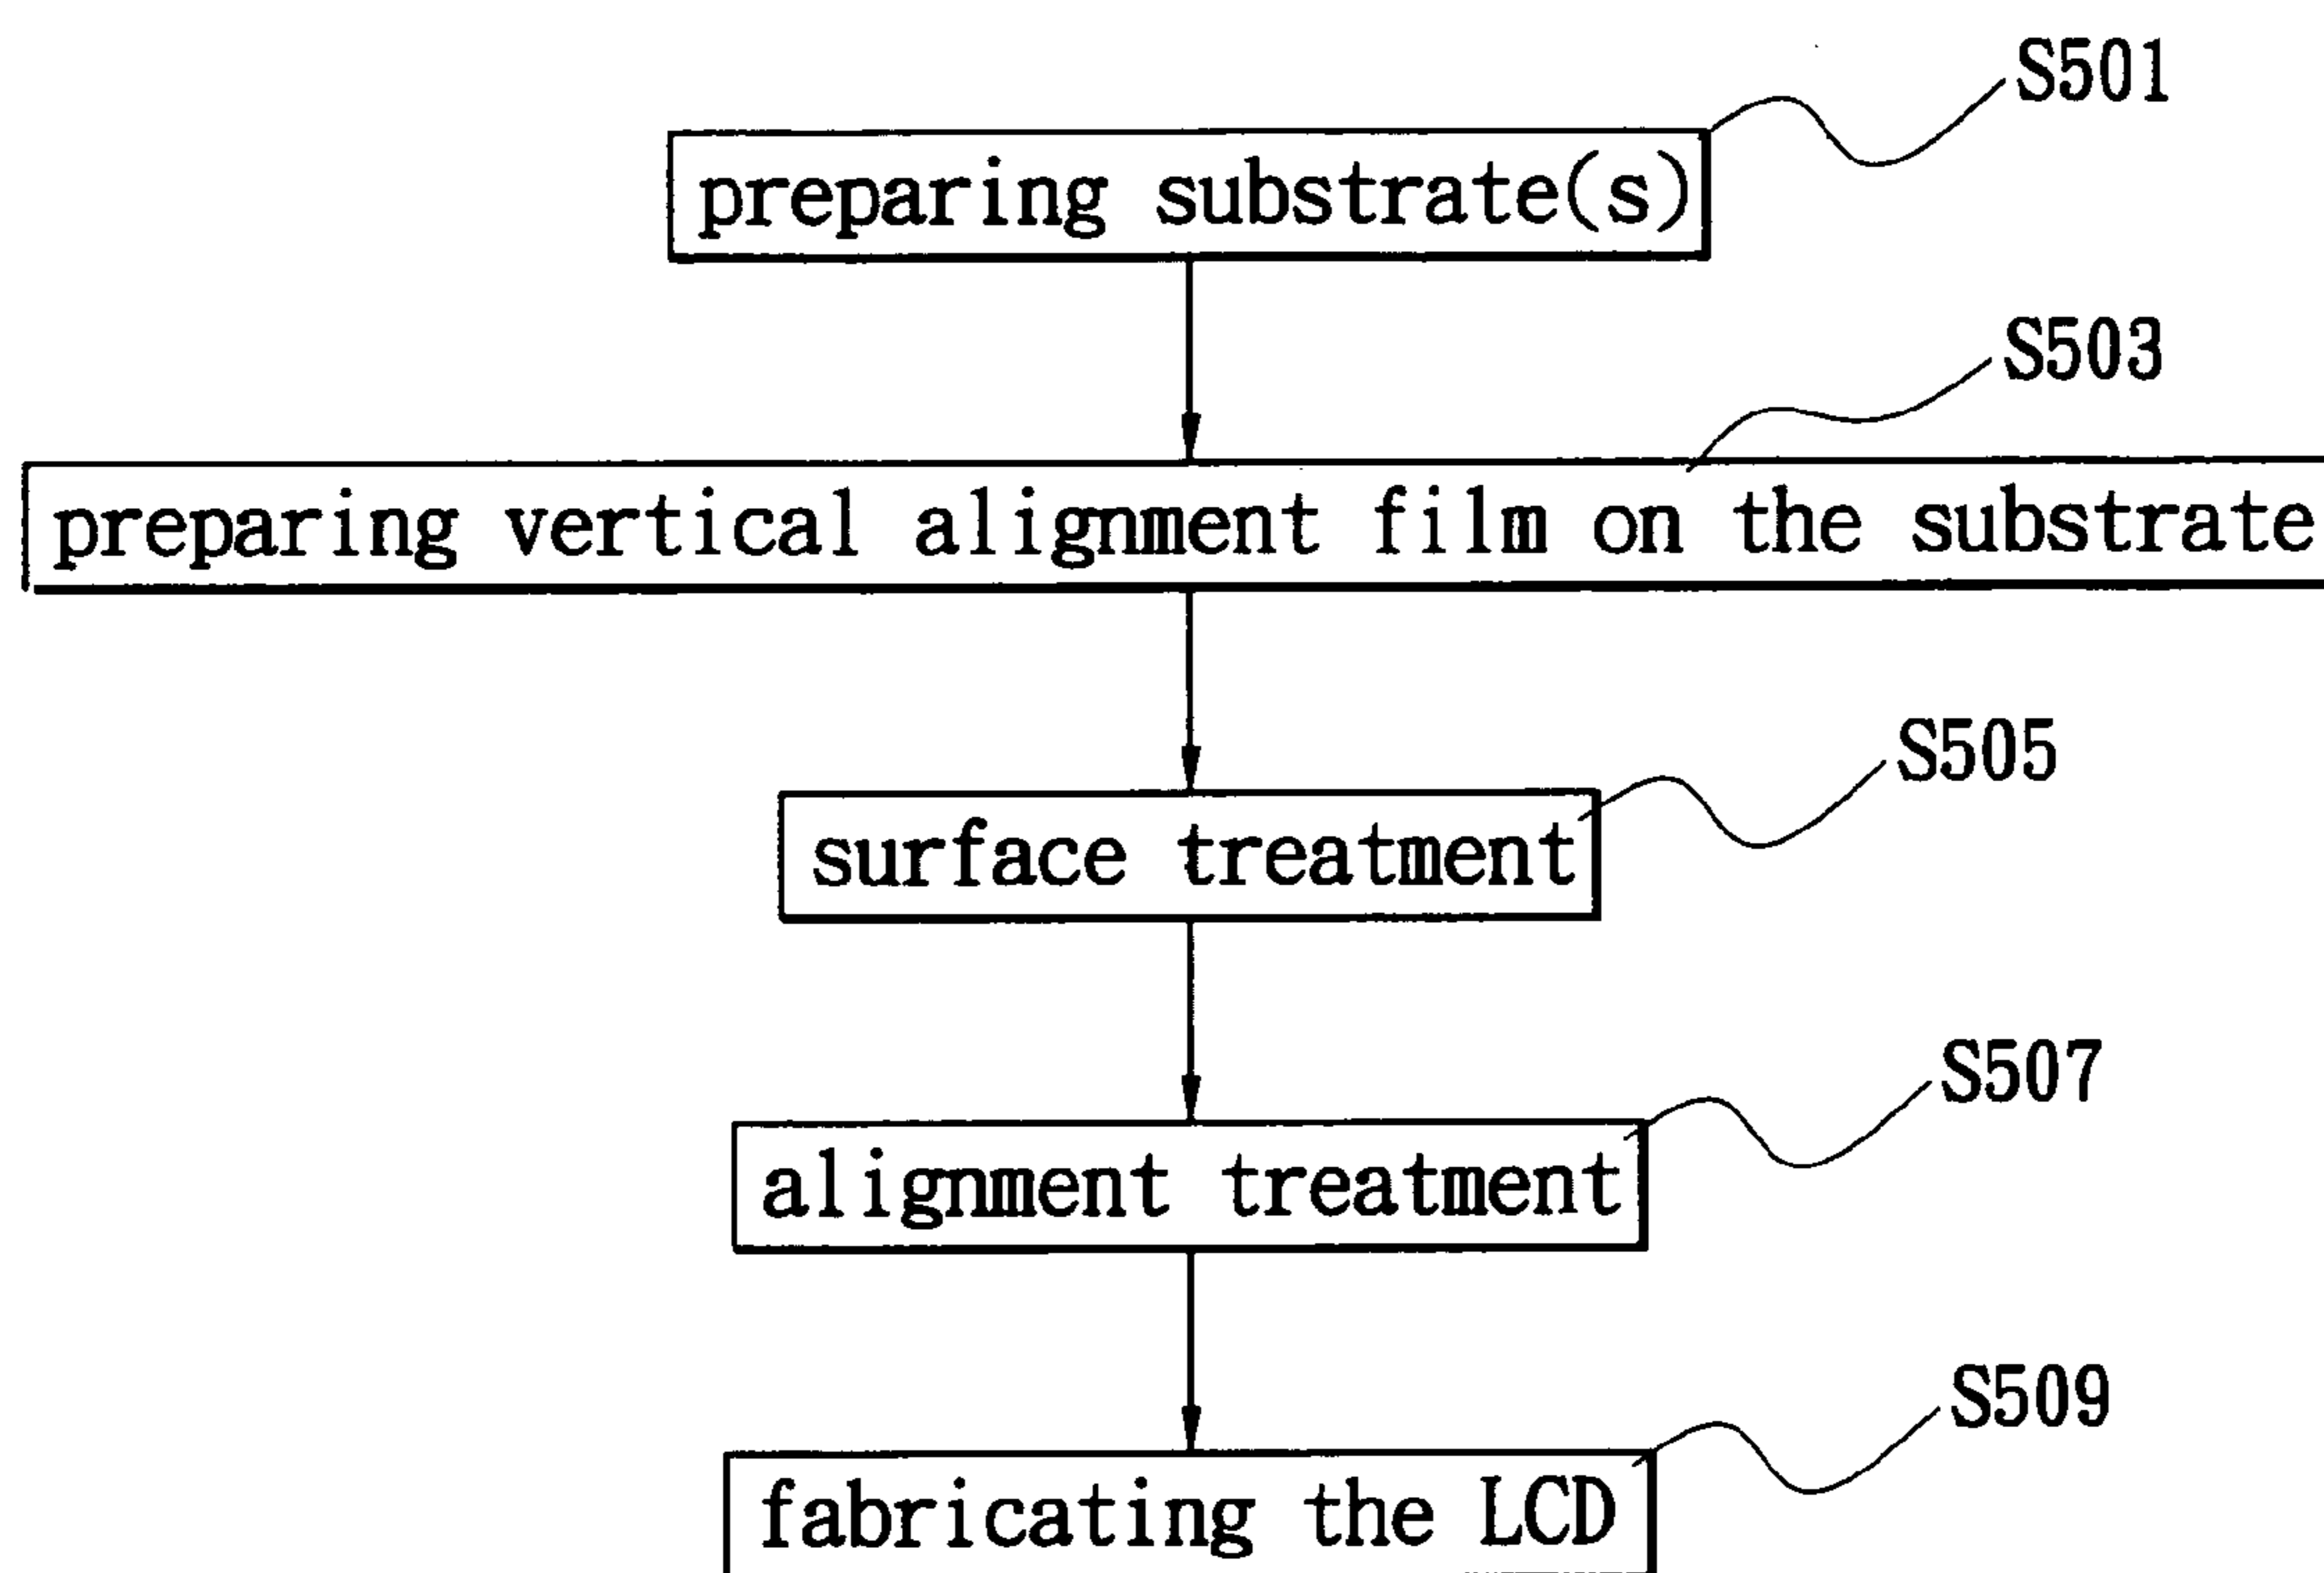 S501
preparing substrate(s)
S503
preparing vertical alignment film on the substrate
S505
surface treatment
S507
alignment treatment
S509
fabricating the LCD